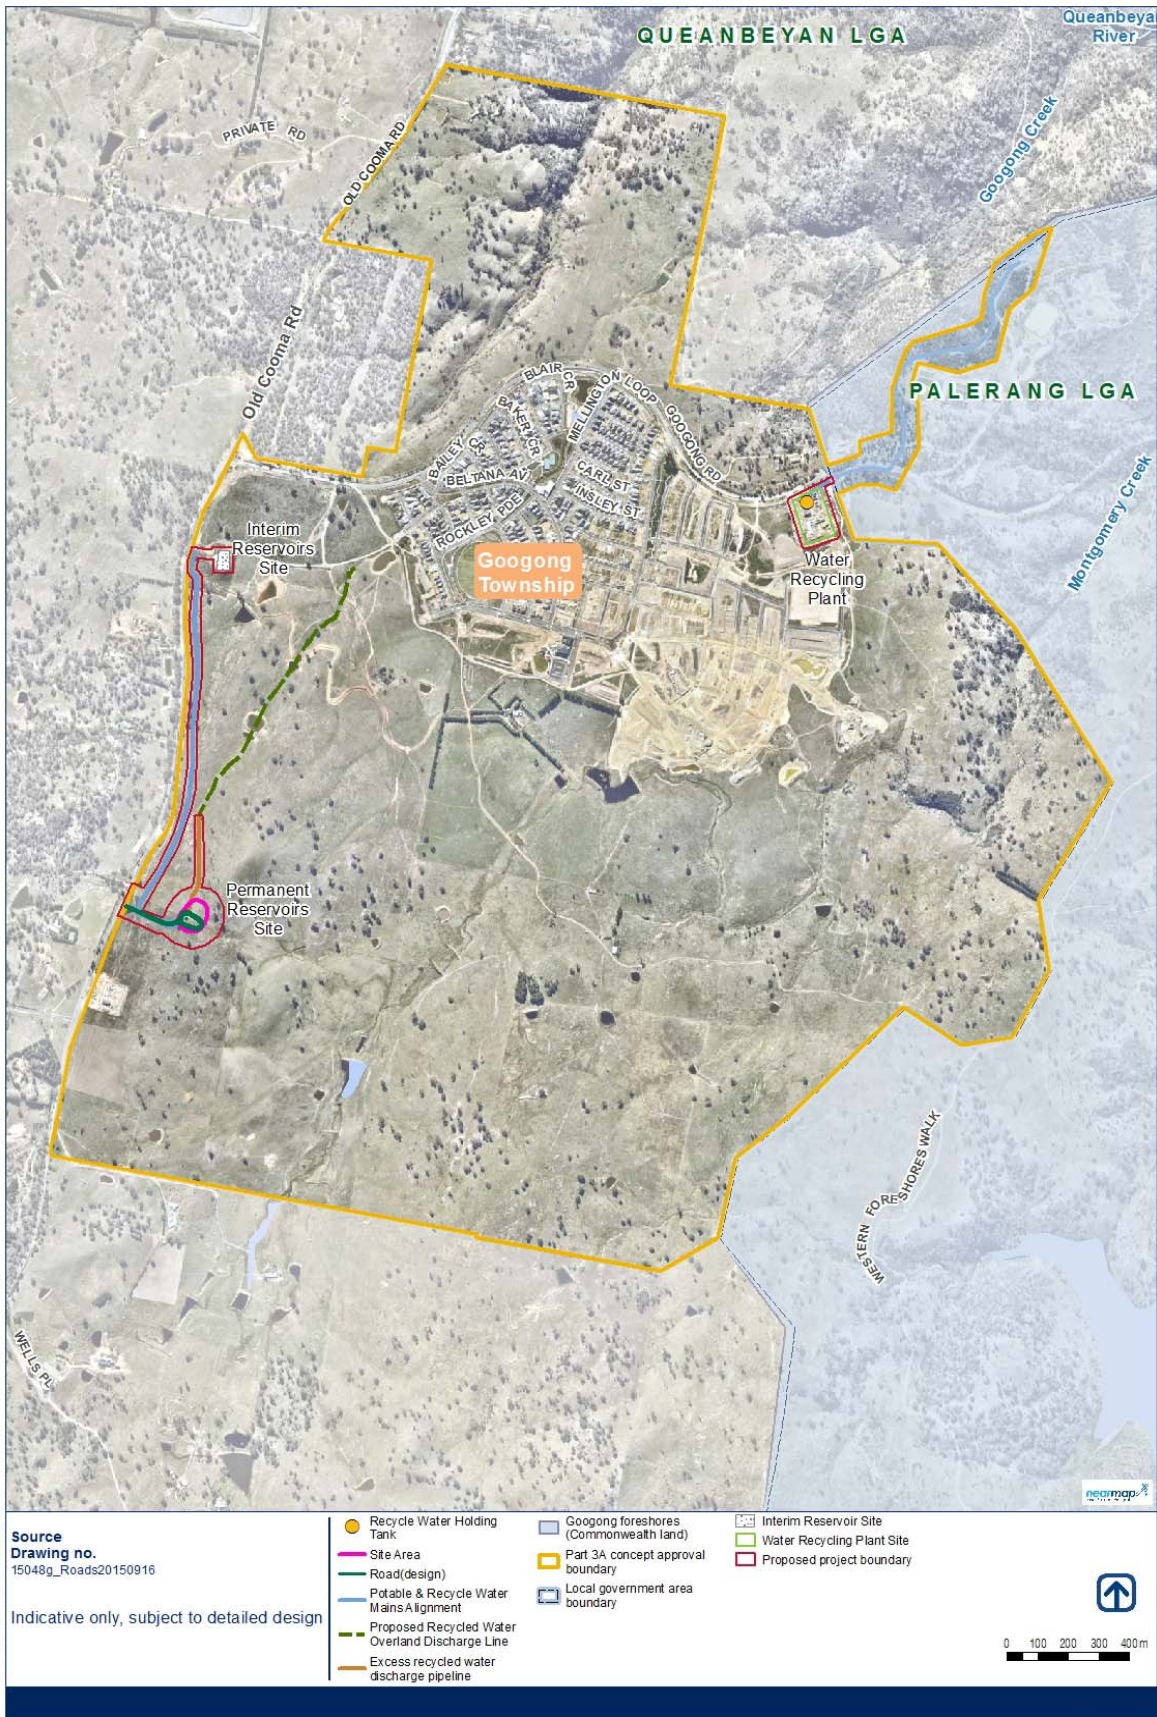 QUEANBEYAN LGA
Queanbeya
River
PRIVATE RD
OLD COOMA RD
Googong Creek
Old Cooma Rd
PALERANG LGA
BLAIR CR
MELLINGTON LOOP
GOOGONG RD
BAKER CR
BAILEY CR
BELTANA AV
CARL ST
INSLEY ST
ROCKLEY PDE
Montgomery Creek
Interim
Reservoirs
Site
Googong
Township
Water
Recycling
Plant
Permanent
Reservoirs
Site
WESTERN FORESHORES WALK
WELLS PL
nearmap
Source
Drawing no.
15048g_Roads20150916
Indicative only, subject to detailed design
Recycle Water Holding
Tank
Site Area
Road(design)
Potable & Recycle Water
Mains Alignment
Proposed Recycled Water
Overland Discharge Line
Excess recycled water
discharge pipeline
Googong foreshores
(Commonwealth land)
Part 3A concept approval
boundary
Local government area
boundary
Interim Reservoir Site
Water Recycling Plant Site
Proposed project boundary
0 100 200 300 400m